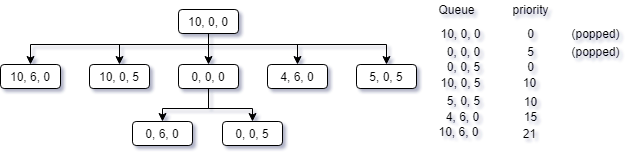 10, 0, 0
10, 6, 0 10, 0, 5 0, 0, 0 4, 6, 0 5, 0, 5
0, 6, 0 0, 0, 5
Queue priority
10, 0, 0 0 (popped)
0, 0, 0 5 (popped)
0, 0, 5 0
10, 0, 5 10
5, 0, 5 10
4, 6, 0 15
10, 6, 0 21